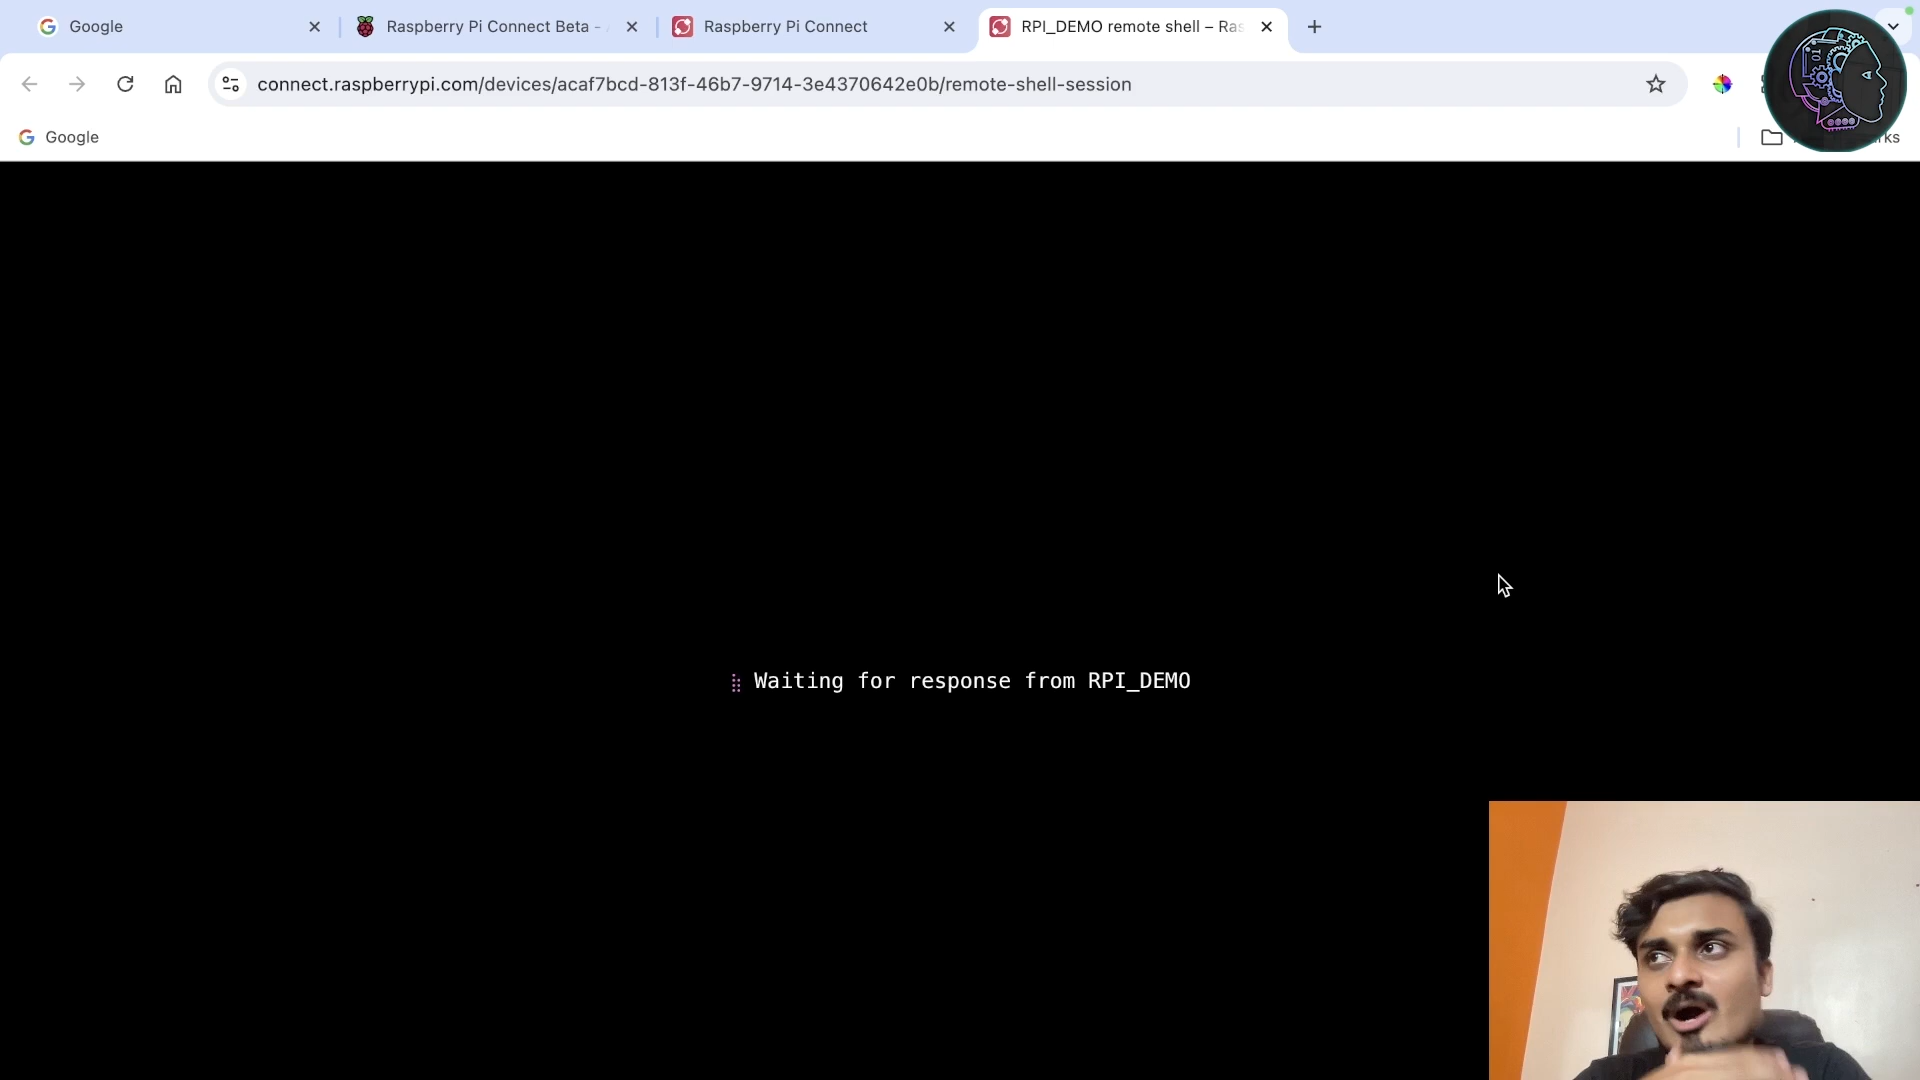 Google
Raspberry Pi Connect Beta -
Raspberry Pi Connect
RPI_DEMO remote shell – Ras
connect.raspberrypi.com/devices/acaf7bcd-813f-46b7-9714-3e4370642e0b/remote-shell-session
Google
Waiting for response from RPI_DEMO